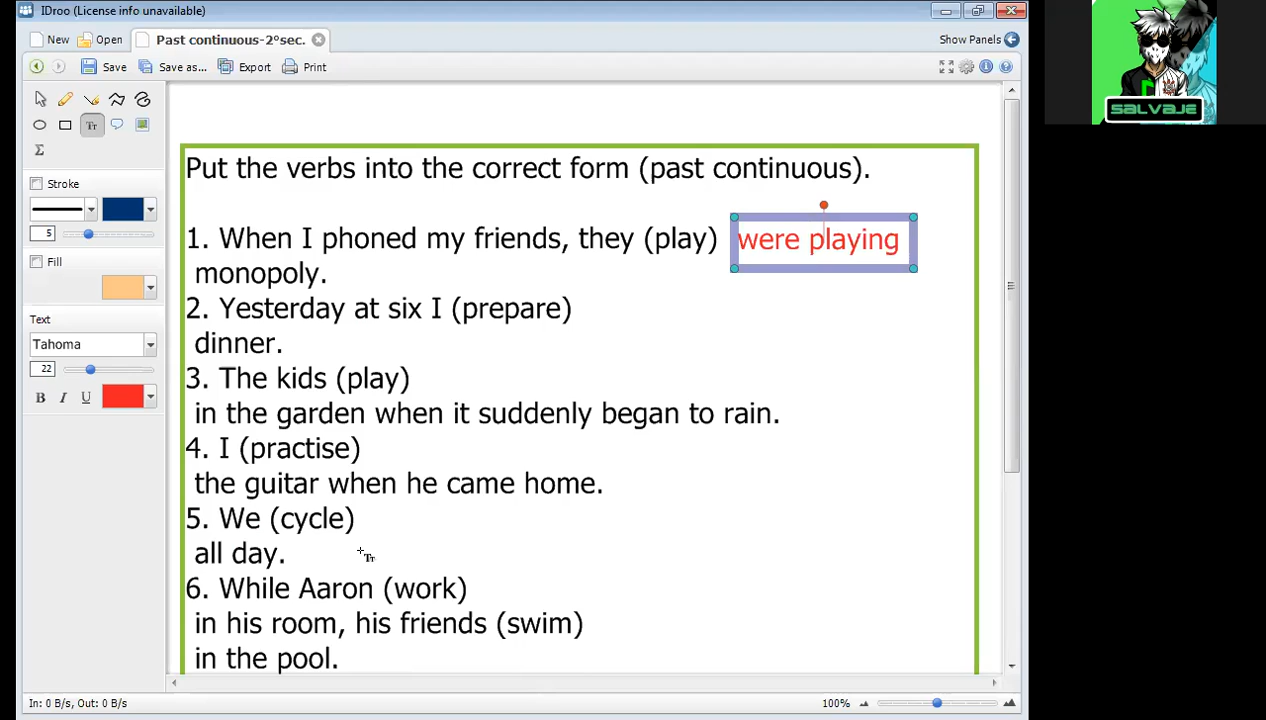 IDroo (License info unavailable)
New Open Past continuous-2°sec. Show Panels
Save Save as... Export Print
Tr
Stroke
5
Fill
Text
Tahoma
22
B I U
Put the verbs into the correct form (past continuous).
1. When I phoned my friends, they (play) were playing
monopoly.
2. Yesterday at six I (prepare)
dinner.
3. The kids (play)
in the garden when it suddenly began to rain.
4. I (practise)
the guitar when he came home.
5. We (cycle)
all day.
6. While Aaron (work)
in his room, his friends (swim)
in the pool.
In: 0 B/s, Out: 0 B/s 100%
SALVAJE